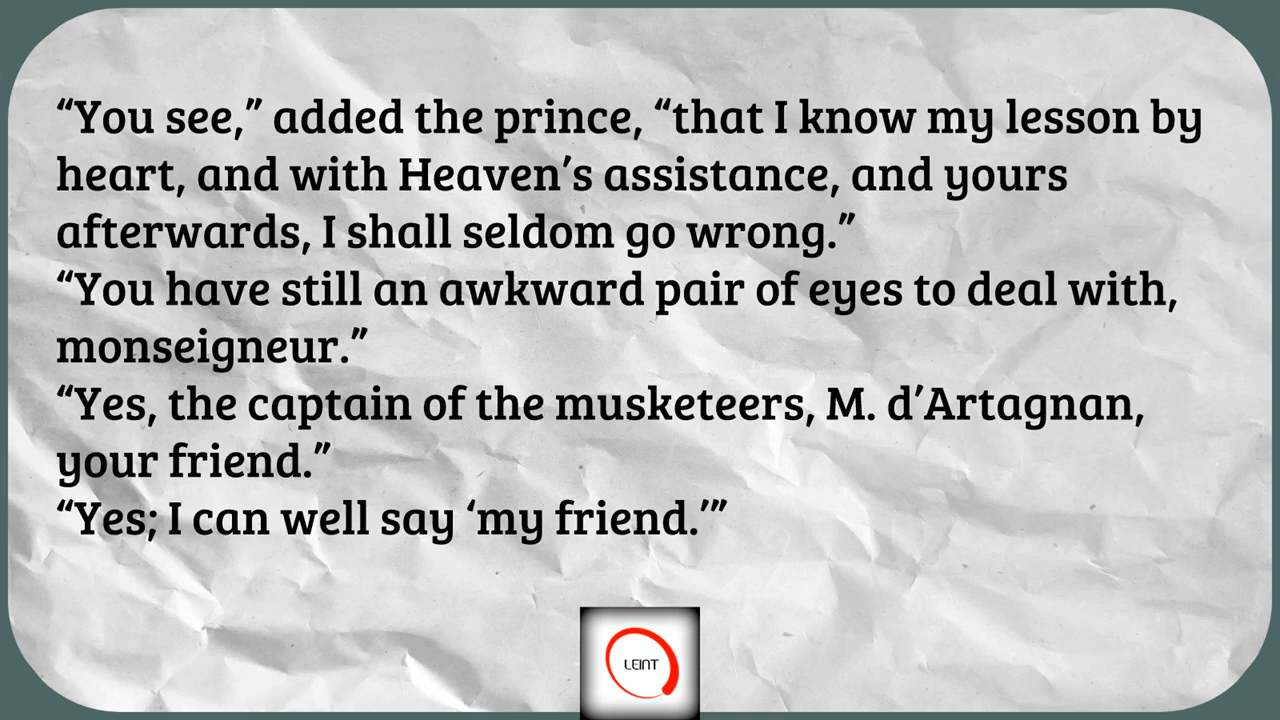 “You see,” added the prince, “that I know my lesson by
heart, and with Heaven’s assistance, and yours
afterwards, I shall seldom go wrong.”
“You have still an awkward pair of eyes to deal with,
monseigneur.”
“Yes, the captain of the musketeers, M. d’Artagnan,
your friend.”
“Yes; I can well say ‘my friend.’”
LEINT